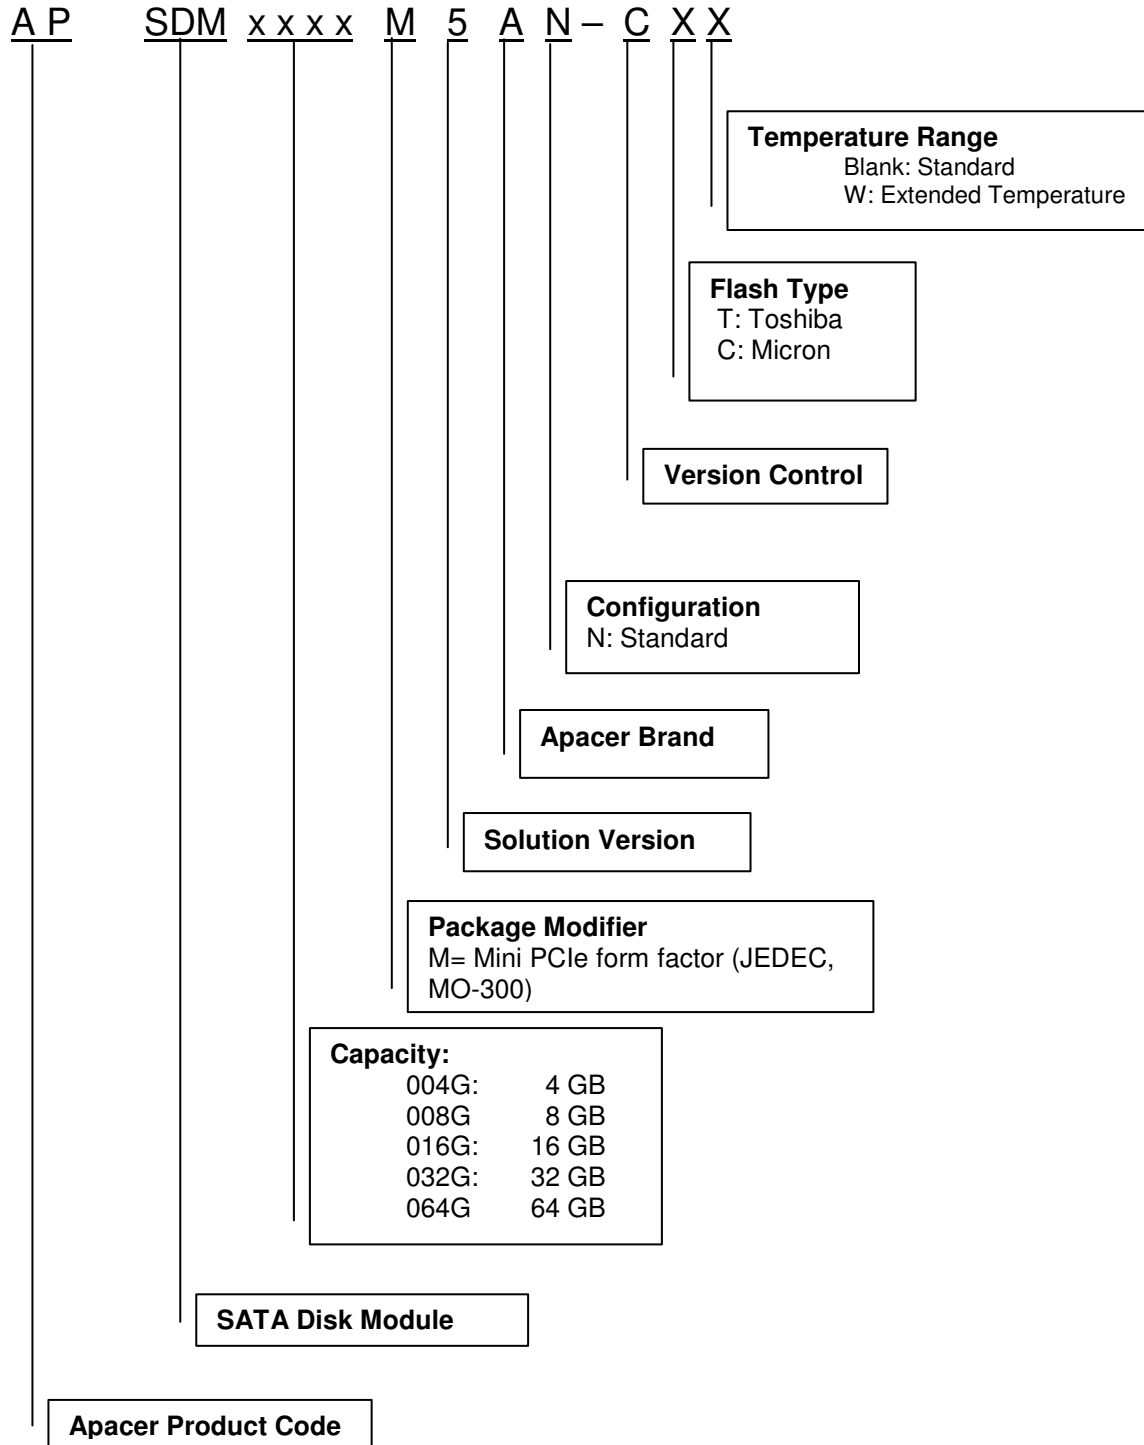 A P SDM x x x x M 5 A N – C X X
Temperature Range
Blank: Standard
W: Extended Temperature
Flash Type
T: Toshiba
C: Micron
Version Control
Configuration
N: Standard
Apacer Brand
Solution Version
Package Modifier
M= Mini PCIe form factor (JEDEC,
MO-300)
Capacity:
004G: 4 GB
008G 8 GB
016G: 16 GB
032G: 32 GB
064G 64 GB
SATA Disk Module
Apacer Product Code